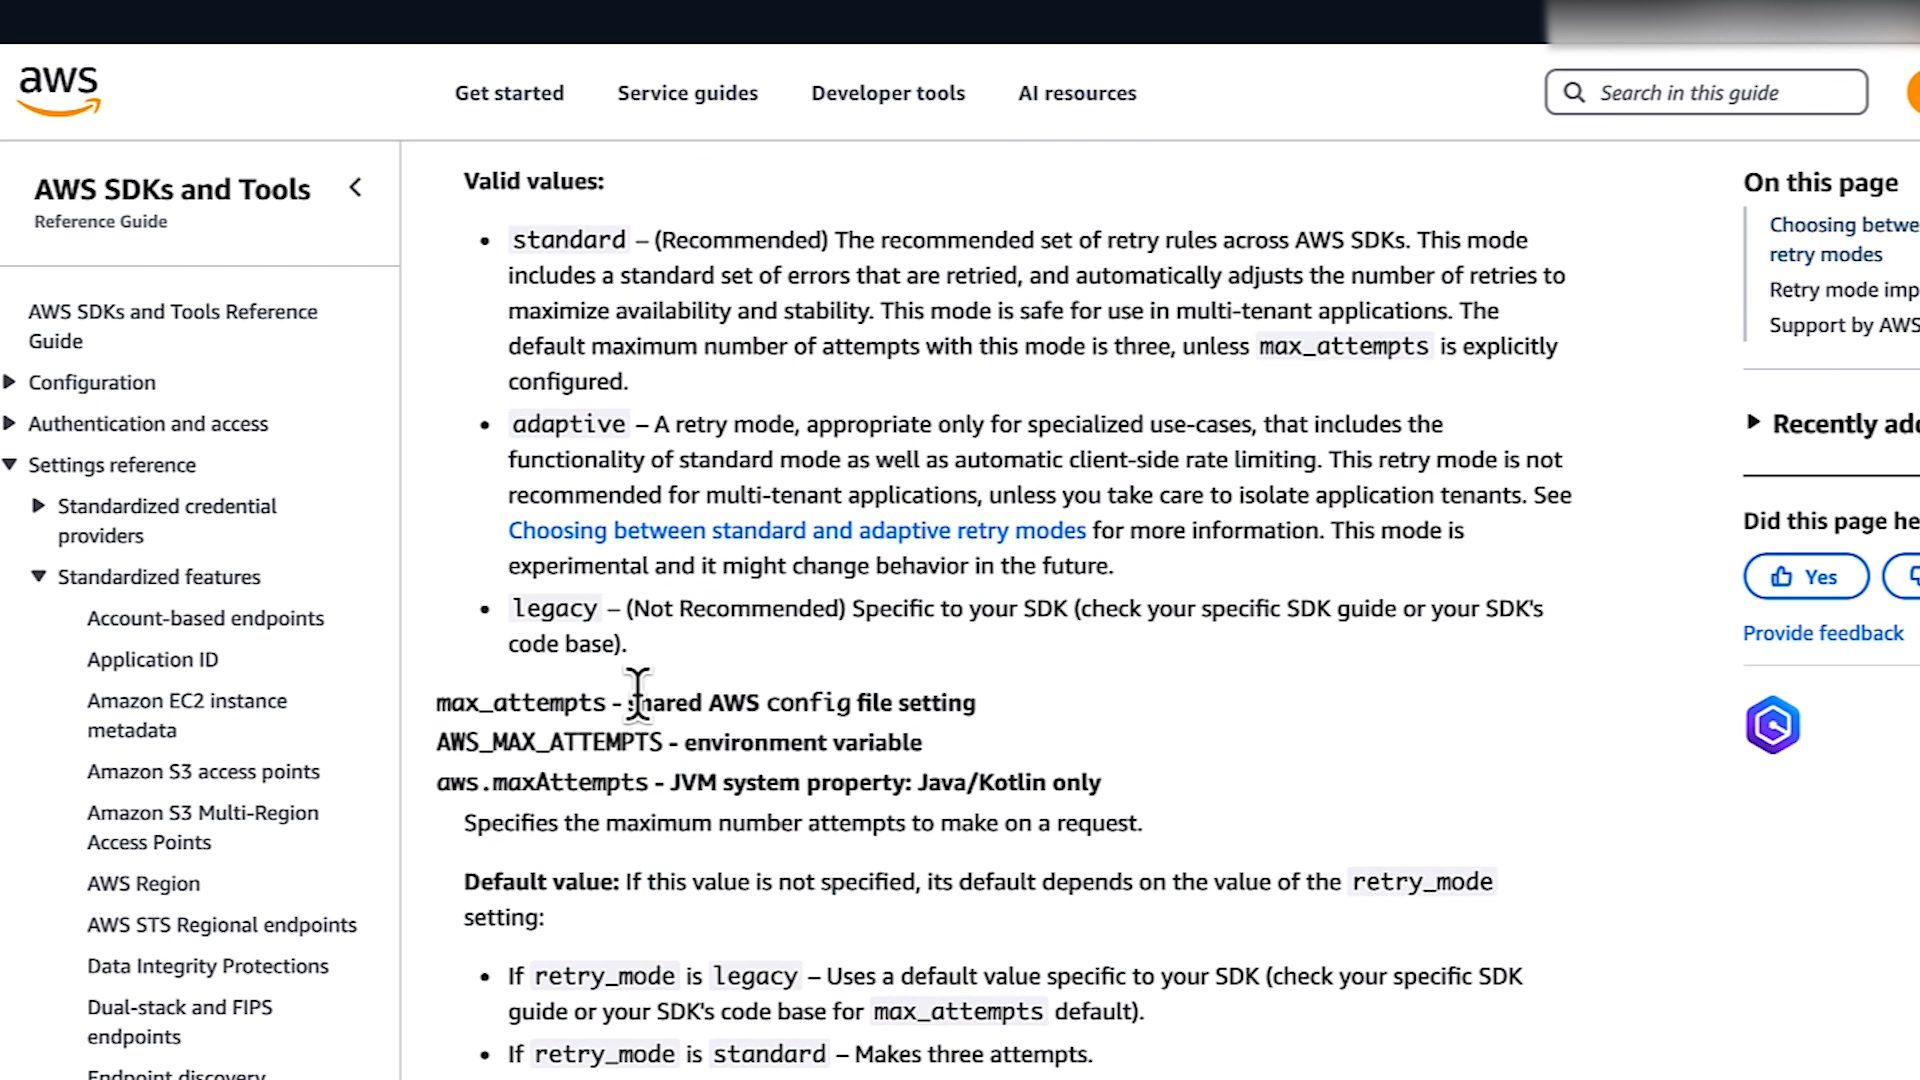 aws
Get started
Service guides
Developer tools
AI resources
Search in this guide
AWS SDKs and Tools
Reference Guide
AWS SDKs and Tools Reference
Guide
Configuration
Authentication and access
Settings reference
Standardized credential
providers
Standardized features
Account-based endpoints
Application ID
Amazon EC2 instance
metadata
Amazon S3 access points
Amazon S3 Multi-Region
Access Points
AWS Region
AWS STS Regional endpoints
Data Integrity Protections
Dual-stack and FIPS
endpoints
Endpoint discovery
Valid values:
• standard – (Recommended) The recommended set of retry rules across AWS SDKs. This mode
includes a standard set of errors that are retried, and automatically adjusts the number of retries to
maximize availability and stability. This mode is safe for use in multi-tenant applications. The
default maximum number of attempts with this mode is three, unless max_attempts is explicitly
configured.
• adaptive – A retry mode, appropriate only for specialized use-cases, that includes the
functionality of standard mode as well as automatic client-side rate limiting. This retry mode is not
recommended for multi-tenant applications, unless you take care to isolate application tenants. See
Choosing between standard and adaptive retry modes for more information. This mode is
experimental and it might change behavior in the future.
• legacy – (Not Recommended) Specific to your SDK (check your specific SDK guide or your SDK's
code base).
max_attempts - shared AWS config file setting
AWS_MAX_ATTEMPTS - environment variable
aws.maxAttempts - JVM system property: Java/Kotlin only
Specifies the maximum number attempts to make on a request.
Default value: If this value is not specified, its default depends on the value of the retry_mode
setting:
• If retry_mode is legacy – Uses a default value specific to your SDK (check your specific SDK
guide or your SDK's code base for max_attempts default).
• If retry_mode is standard – Makes three attempts.
On this page
Choosing betwe
retry modes
Retry mode imp
Support by AWS
Recently add
Did this page he
Yes
Provide feedback